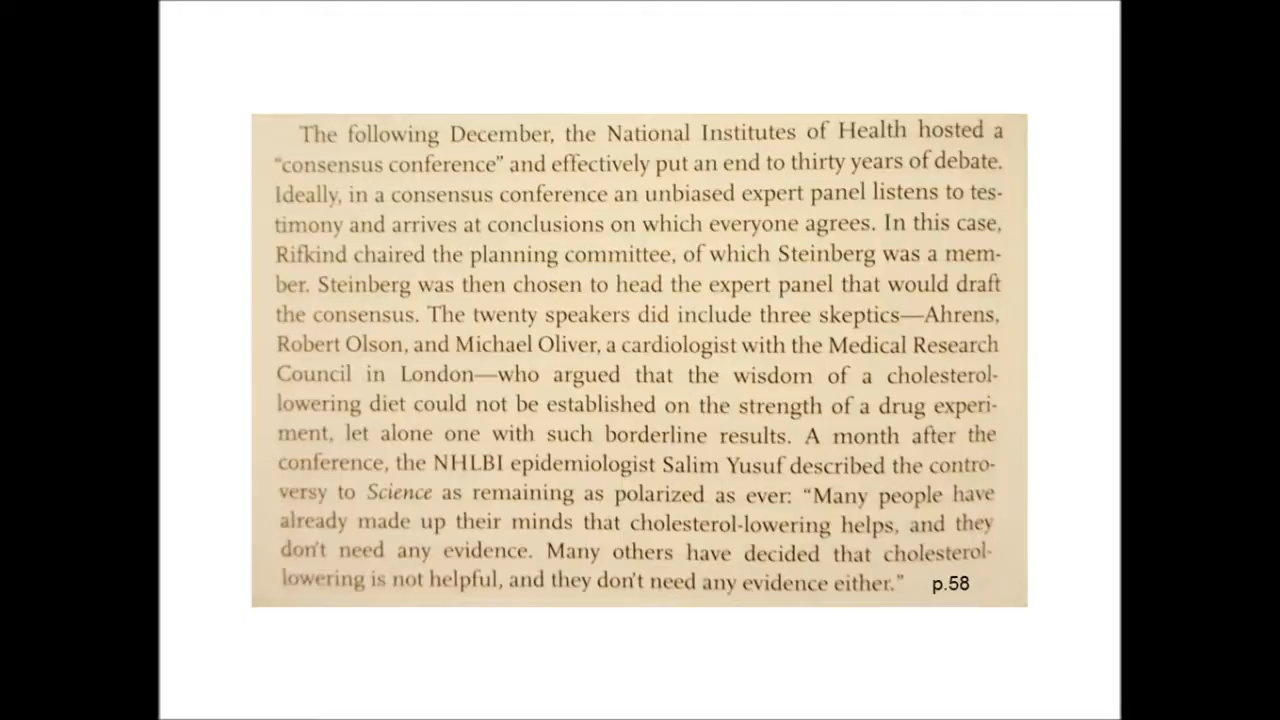 The following December, the National Institutes of Health hosted a
“consensus conference” and effectively put an end to thirty years of debate.
Ideally, in a consensus conference an unbiased expert panel listens to tes-
timony and arrives at conclusions on which everyone agrees. In this case,
Rifkind chaired the planning committee, of which Steinberg was a mem-
ber. Steinberg was then chosen to head the expert panel that would draft
the consensus. The twenty speakers did include three skeptics—Ahrens,
Robert Olson, and Michael Oliver, a cardiologist with the Medical Research
Council in London—who argued that the wisdom of a cholesterol-
lowering diet could not be established on the strength of a drug experi-
ment, let alone one with such borderline results. A month after the
conference, the NHLBI epidemiologist Salim Yusuf described the contro-
versy to Science as remaining as polarized as ever: “Many people have
already made up their minds that cholesterol-lowering helps, and they
don't need any evidence. Many others have decided that cholesterol-
lowering is not helpful, and they don't need any evidence either.” p.58